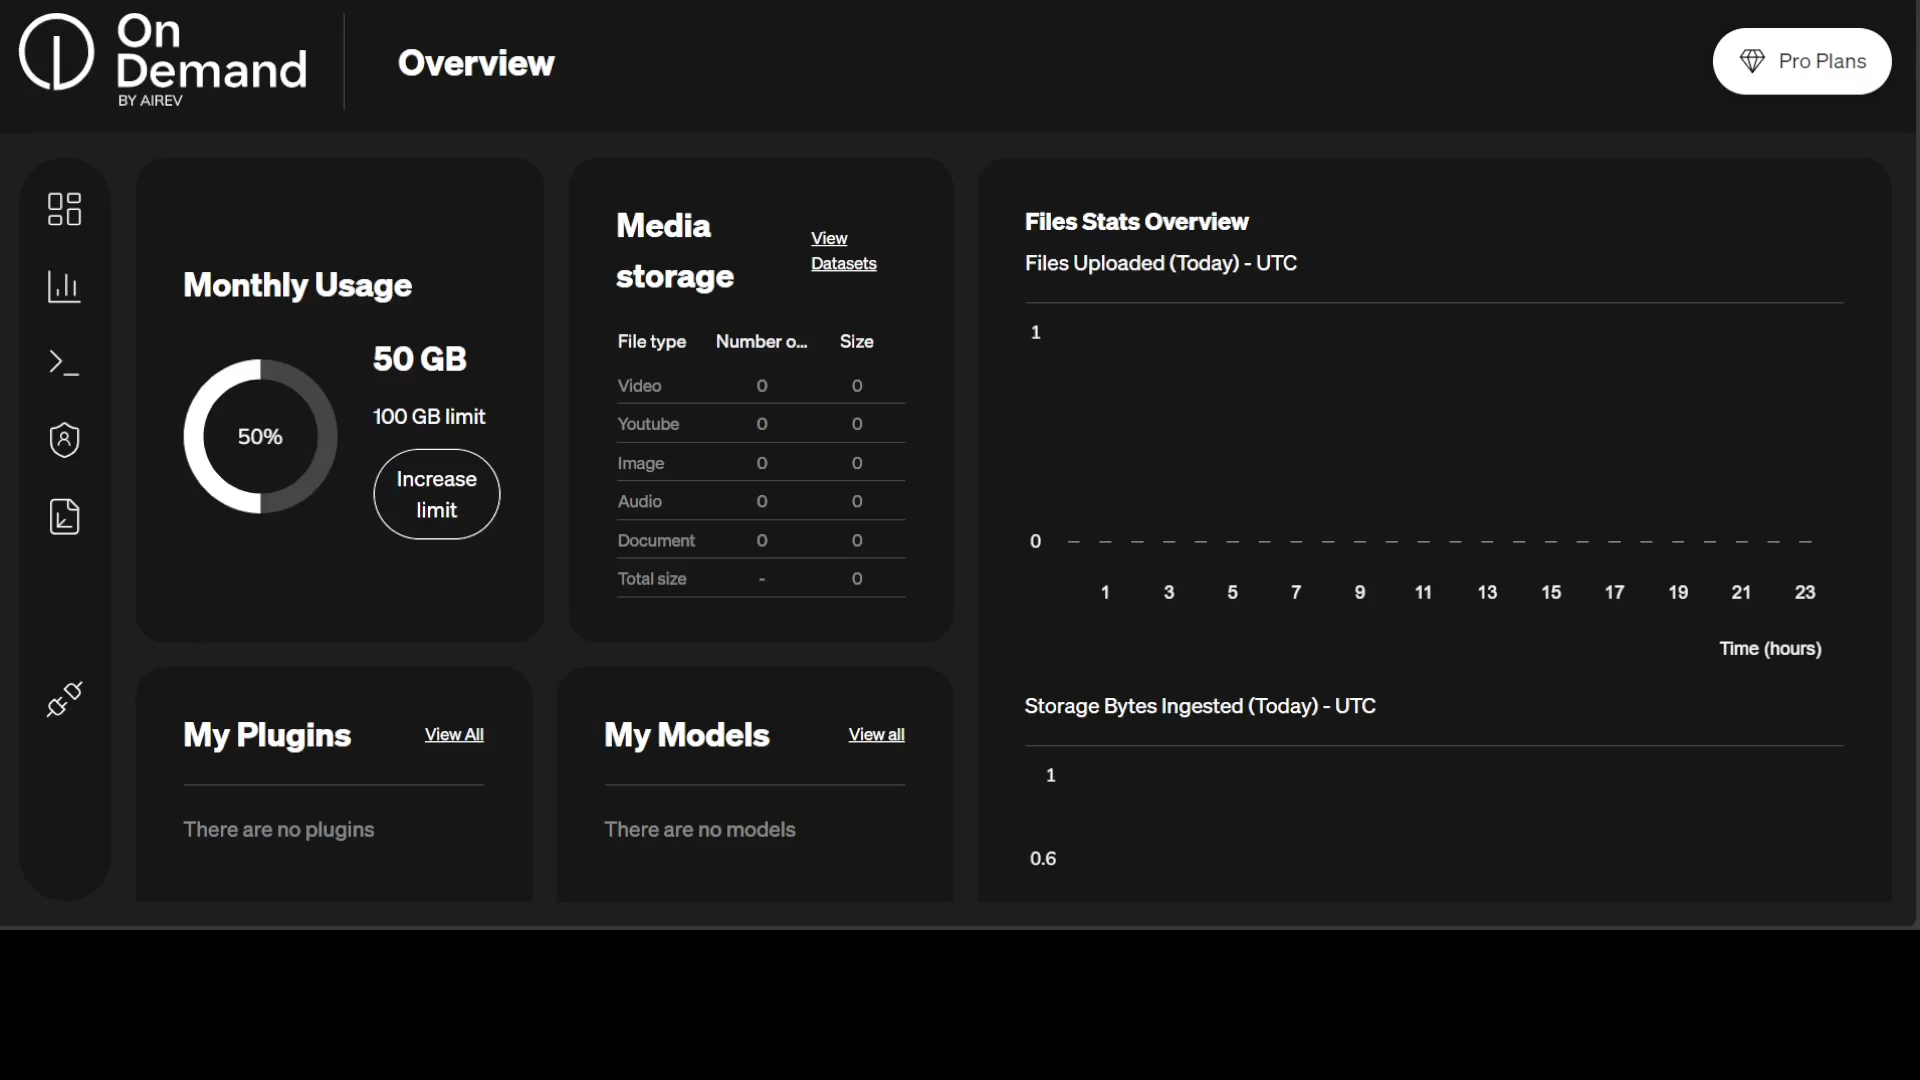 On
Demand
BY AIREV
Overview
Pro Plans
Monthly Usage
50%
50 GB
100 GB limit
Increase
limit
Media
storage
View
Datasets
File type Number o... Size
Video 0 0
Youtube 0 0
Image 0 0
Audio 0 0
Document 0 0
Total size - 0
Files Stats Overview
Files Uploaded (Today) - UTC
1
0
1 3 5 7 9 11 13 15 17 19 21 23
Time (hours)
Storage Bytes Ingested (Today) - UTC
1
0.6
My Plugins View All
There are no plugins
My Models View all
There are no models